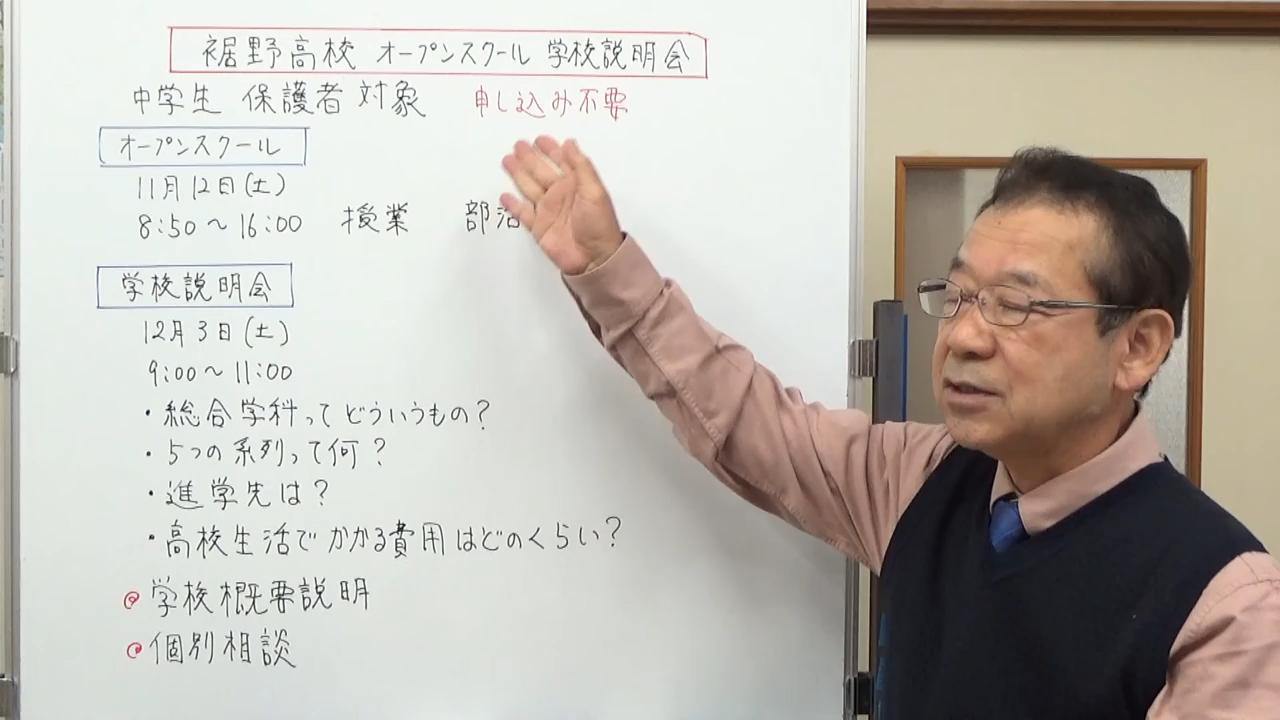 裾野高校 オープンスクール 学校説明会
中学生 保護者 対象 申し込み不要
オープンスクール
11月12日(土)
8:50～16:00 授業 部活
学校説明会
12月3日(土)
9:00～11:00
・総合学科ってどういうもの?
・5つの系列って何?
・進学先は?
・高校生活でかかる費用はどのくらい?
学校概要説明
個別相談